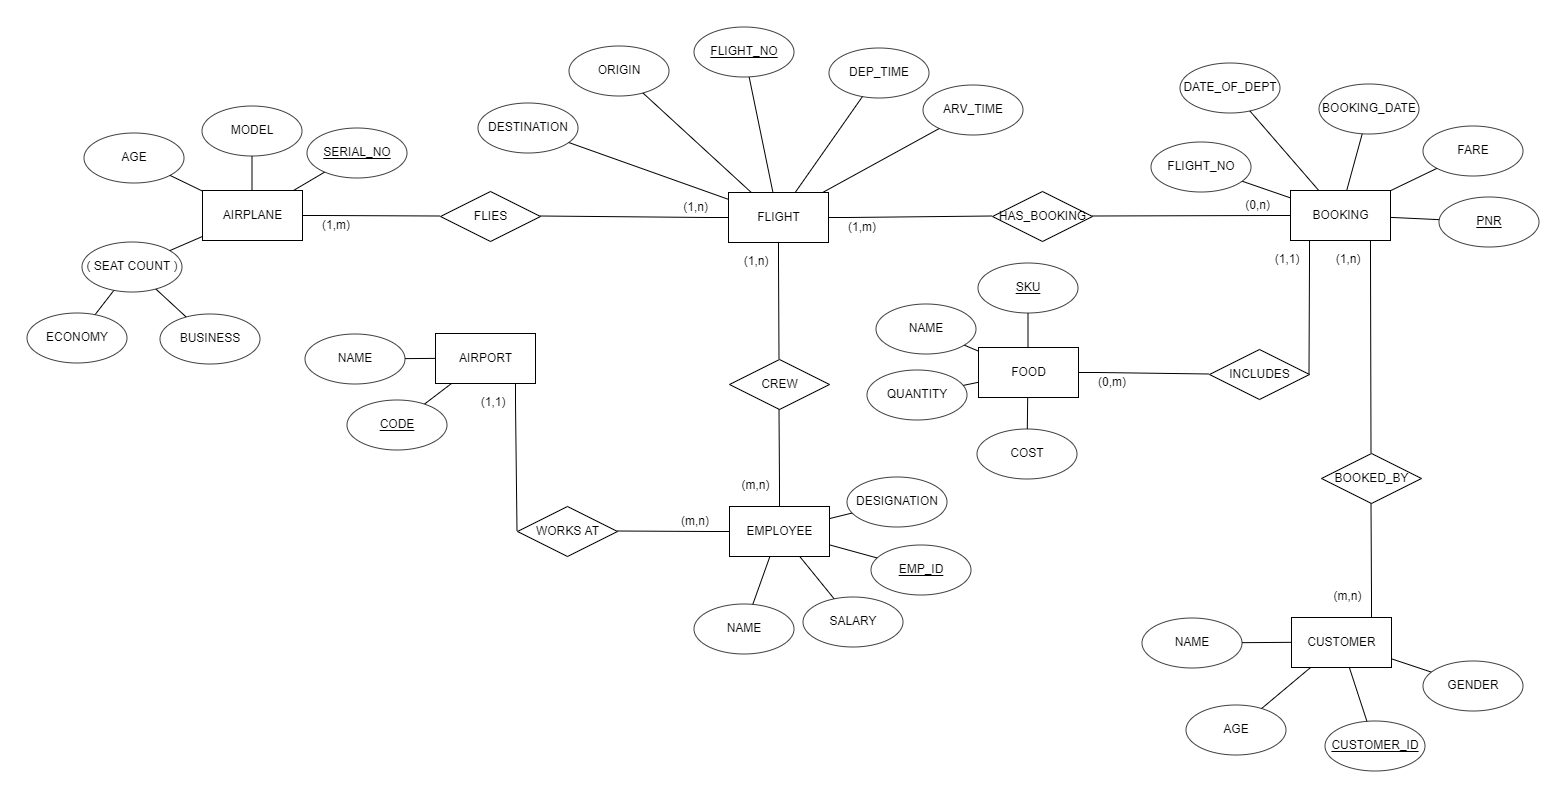 FLIGHT_NO
ORIGIN
DEP_TIME
DATE_OF_DEPT
BOOKING_DATE
ARV_TIME
DESTINATION
MODEL
AGE
SERIAL_NO
FARE
FLIGHT_NO
AIRPLANE
FLIES
(1,m)
(1,n)
FLIGHT
(1,m)
HAS_BOOKING
(0,n)
BOOKING
PNR
( SEAT COUNT )
(1,n)
(1,1)
(1,n)
ECONOMY
BUSINESS
SKU
NAME
NAME
AIRPORT
FOOD
(0,m)
INCLUDES
CREW
QUANTITY
(1,1)
CODE
COST
BOOKED_BY
(m,n)
DESIGNATION
WORKS AT
(m,n)
EMPLOYEE
EMP_ID
(m,n)
NAME
SALARY
NAME
CUSTOMER
GENDER
AGE
CUSTOMER_ID